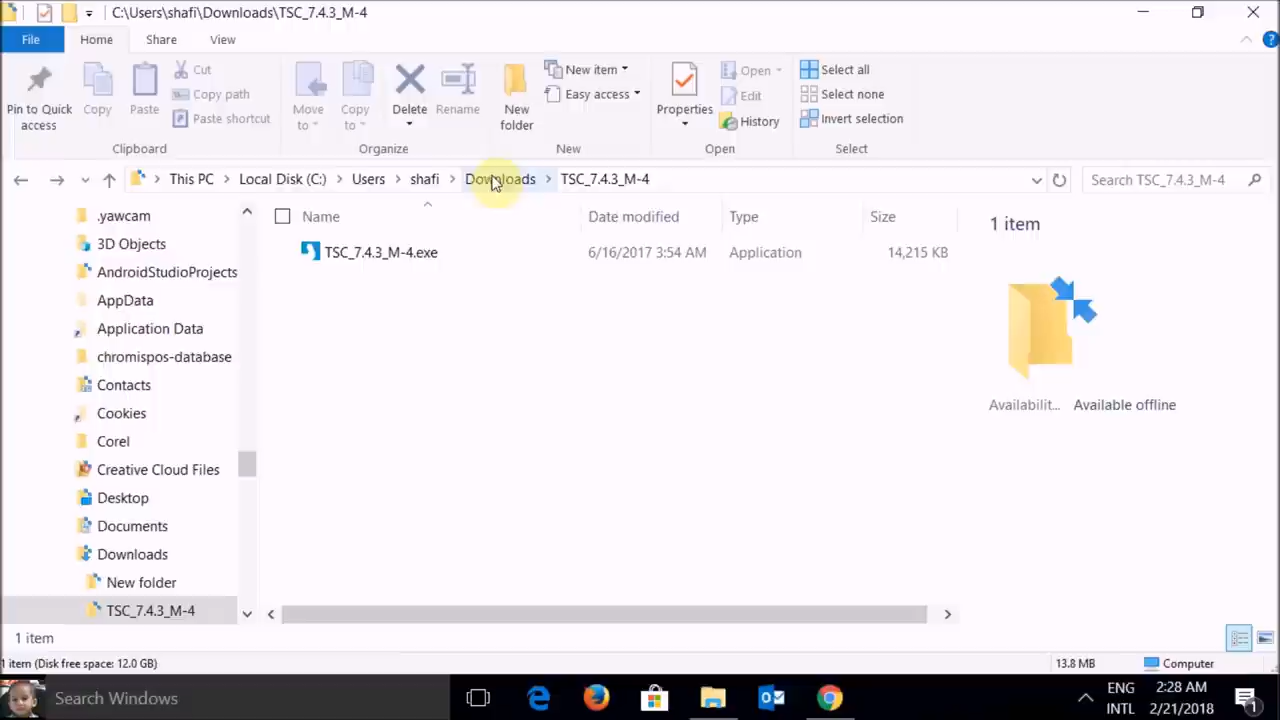 C:\Users\shafi\Downloads\TSC_7.4.3_M-4
File Home Share View
Pin to Quick access
Copy
Paste
Cut
Copy path
Paste shortcut
Clipboard
Move to
Copy to
Delete
Rename
Organize
New folder
New item
Easy access
New
Properties
Open
Edit
History
Open
Select all
Select none
Invert selection
Select
This PC > Local Disk (C:) > Users > shafi > Downloads > TSC_7.4.3_M-4
Search TSC_7.4.3_M-4
.yawcam
3D Objects
AndroidStudioProjects
AppData
Application Data
chromispos-database
Contacts
Cookies
Corel
Creative Cloud Files
Desktop
Documents
Downloads
New folder
TSC_7.4.3_M-4
Name Date modified Type Size
TSC_7.4.3_M-4.exe 6/16/2017 3:54 AM Application 14,215 KB
1 item
Availabilit... Available offline
1 item
1 item (Disk free space: 12.0 GB) 13.8 MB Computer
Search Windows
ENG
INTL
2:28 AM
2/21/2018
1